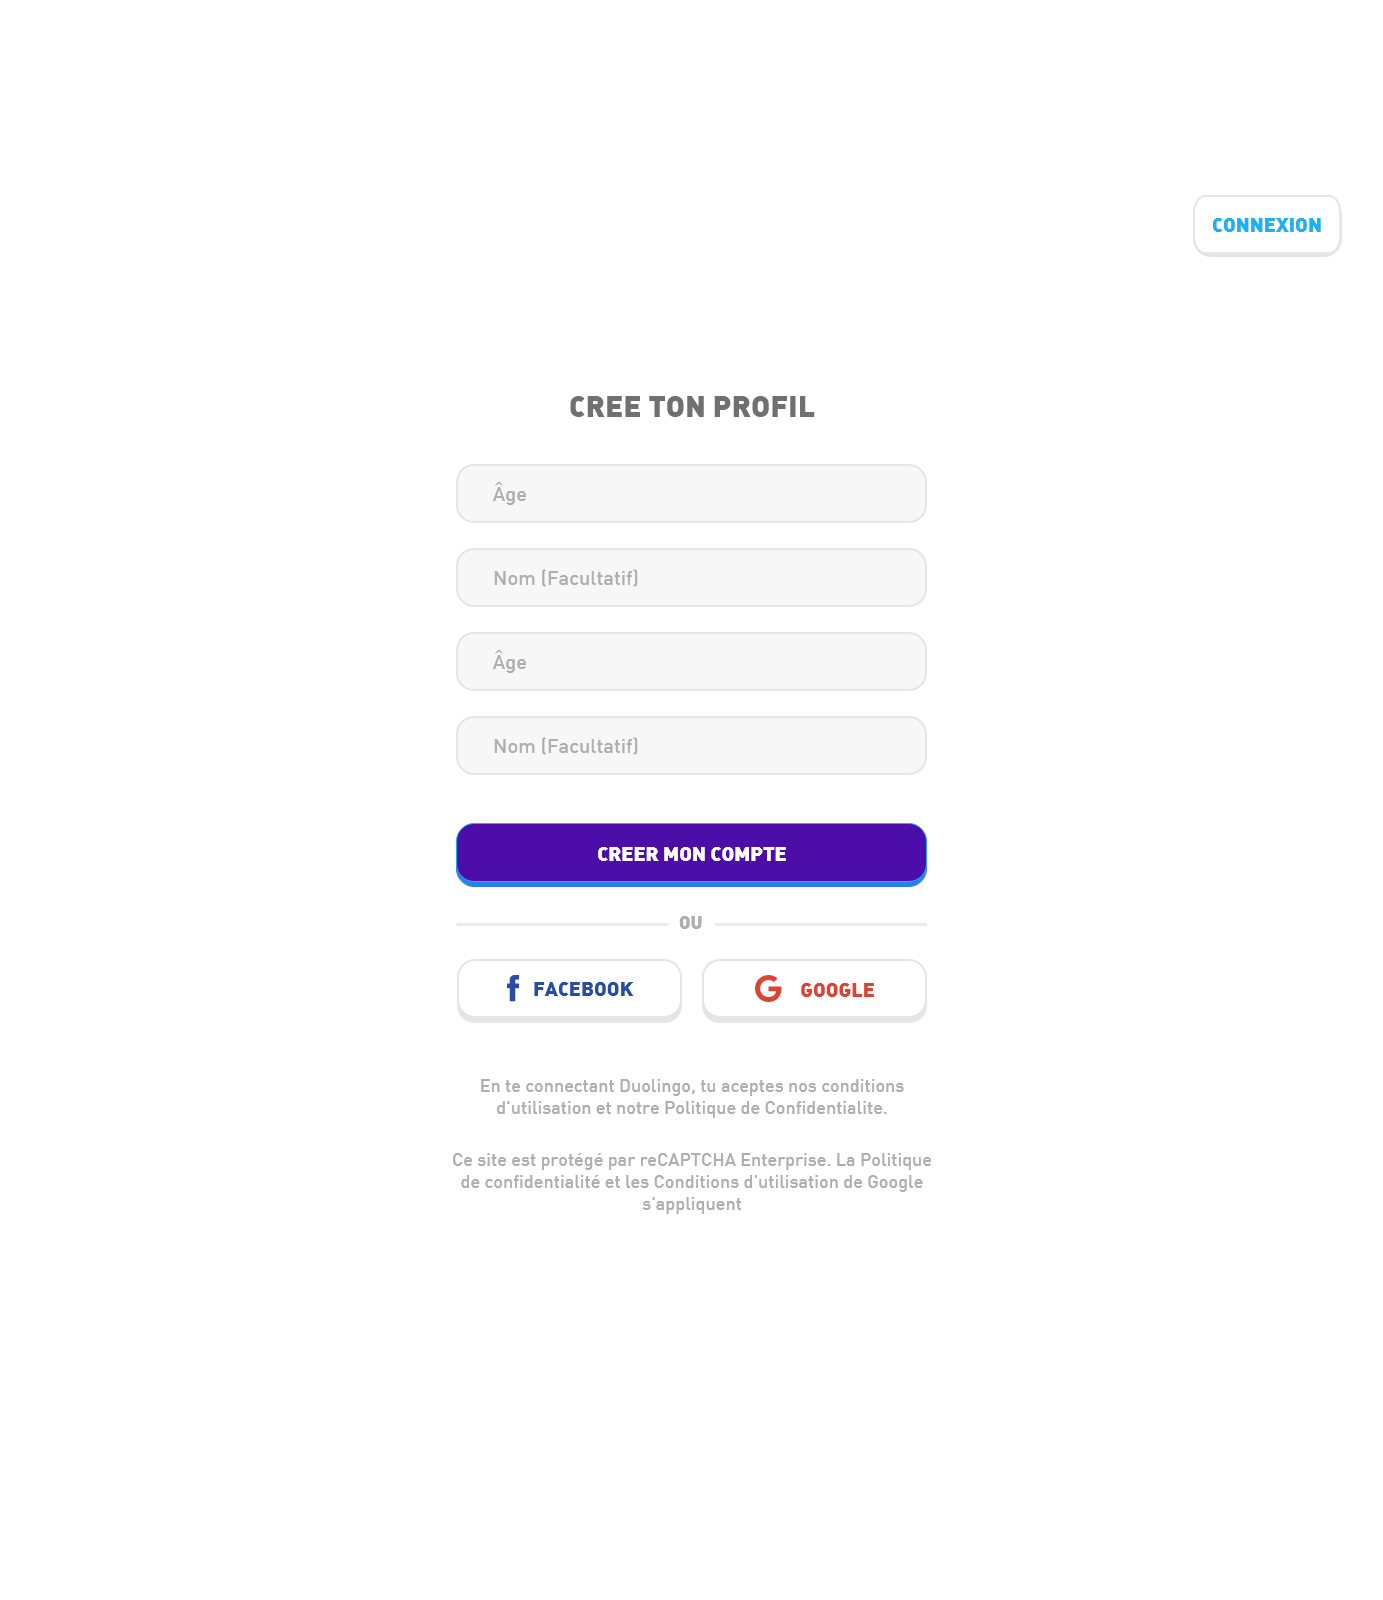 CONNEXION
CREE TON PROFIL
Âge
Nom (Facultatif)
Âge
Nom (Facultatif)
CREER MON COMPTE
OU
FACEBOOK
GOOGLE
En te connectant Duolingo, tu aceptes nos conditions
d'utilisation et notre Politique de Confidentialite.
Ce site est protégé par reCAPTCHA Enterprise. La Politique
de confidentialité et les Conditions d'utilisation de Google
s'appliquent